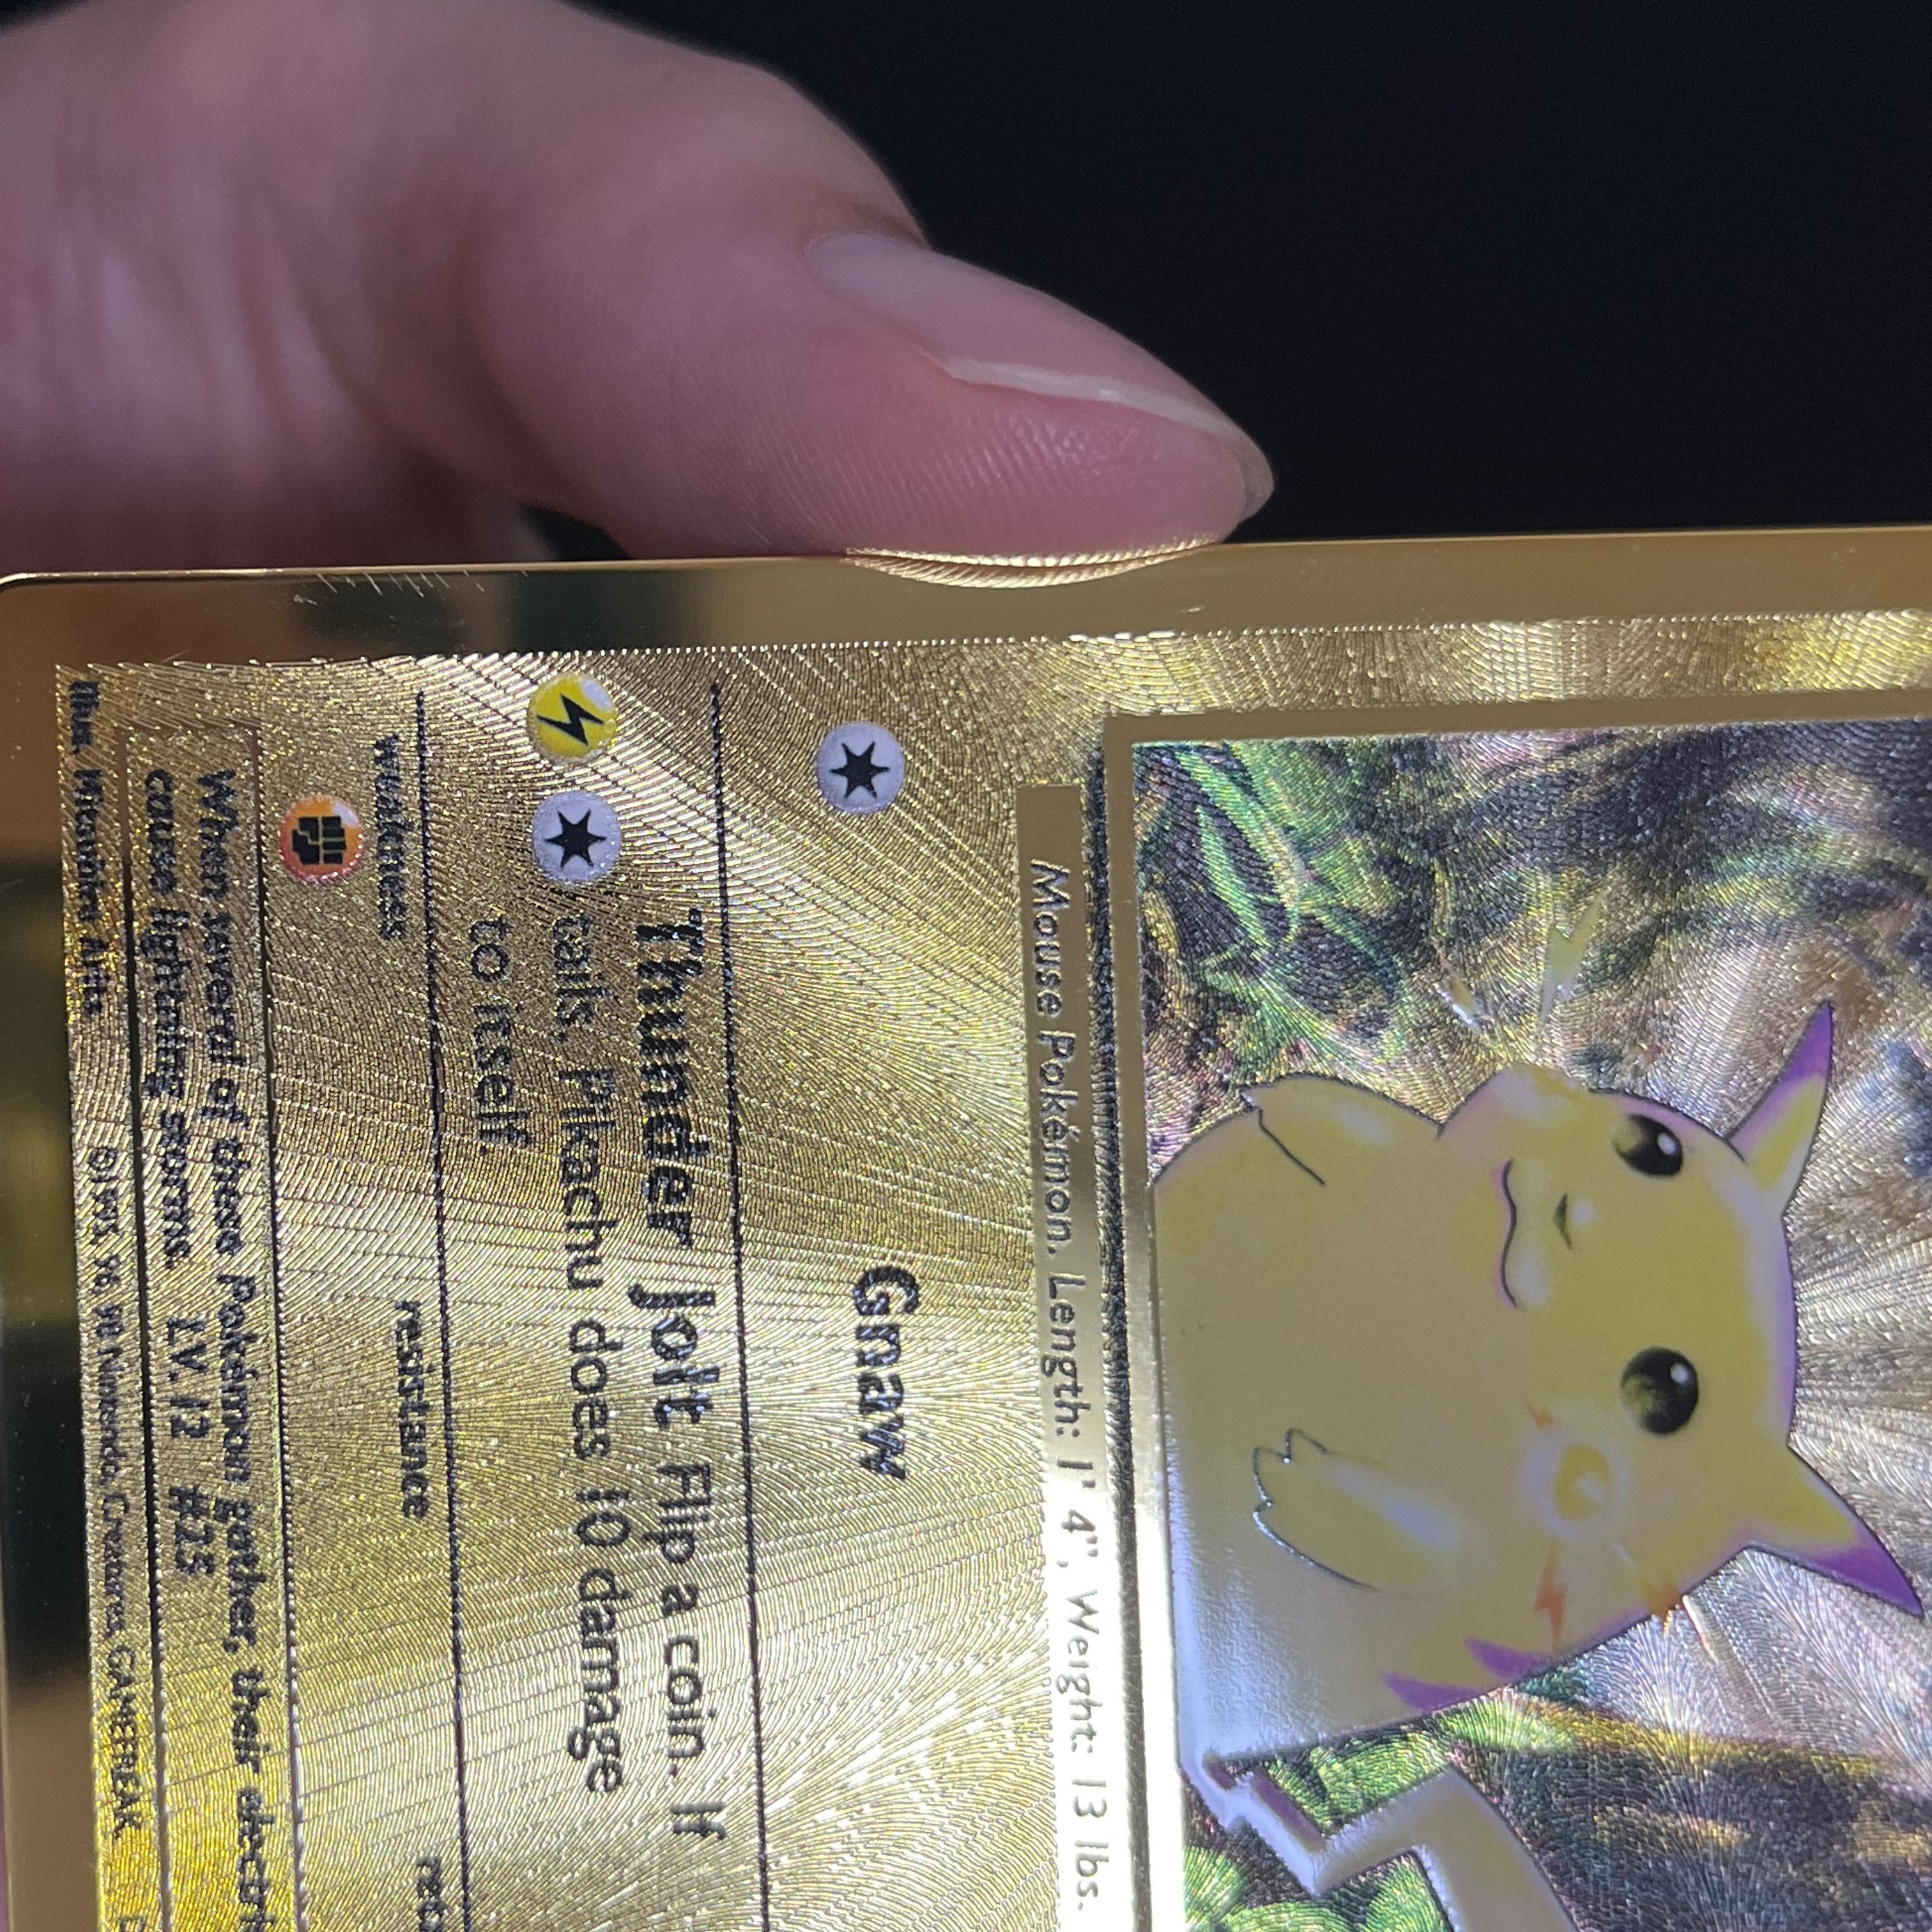 Mouse Pokémon. Length: 1' 4", Weight: 13 lbs.
Gnaw
Thunder Jolt Flip a coin. If
tails, Pikachu does 10 damage
to itself.
weakness resistance
When several of these Pokémon gather, their
cause lightning storms. LV. 12 #25
Illus. Mitsuhiro Arita ©1995, 96, 98 Nintendo, Creatures, GAMEFREAK